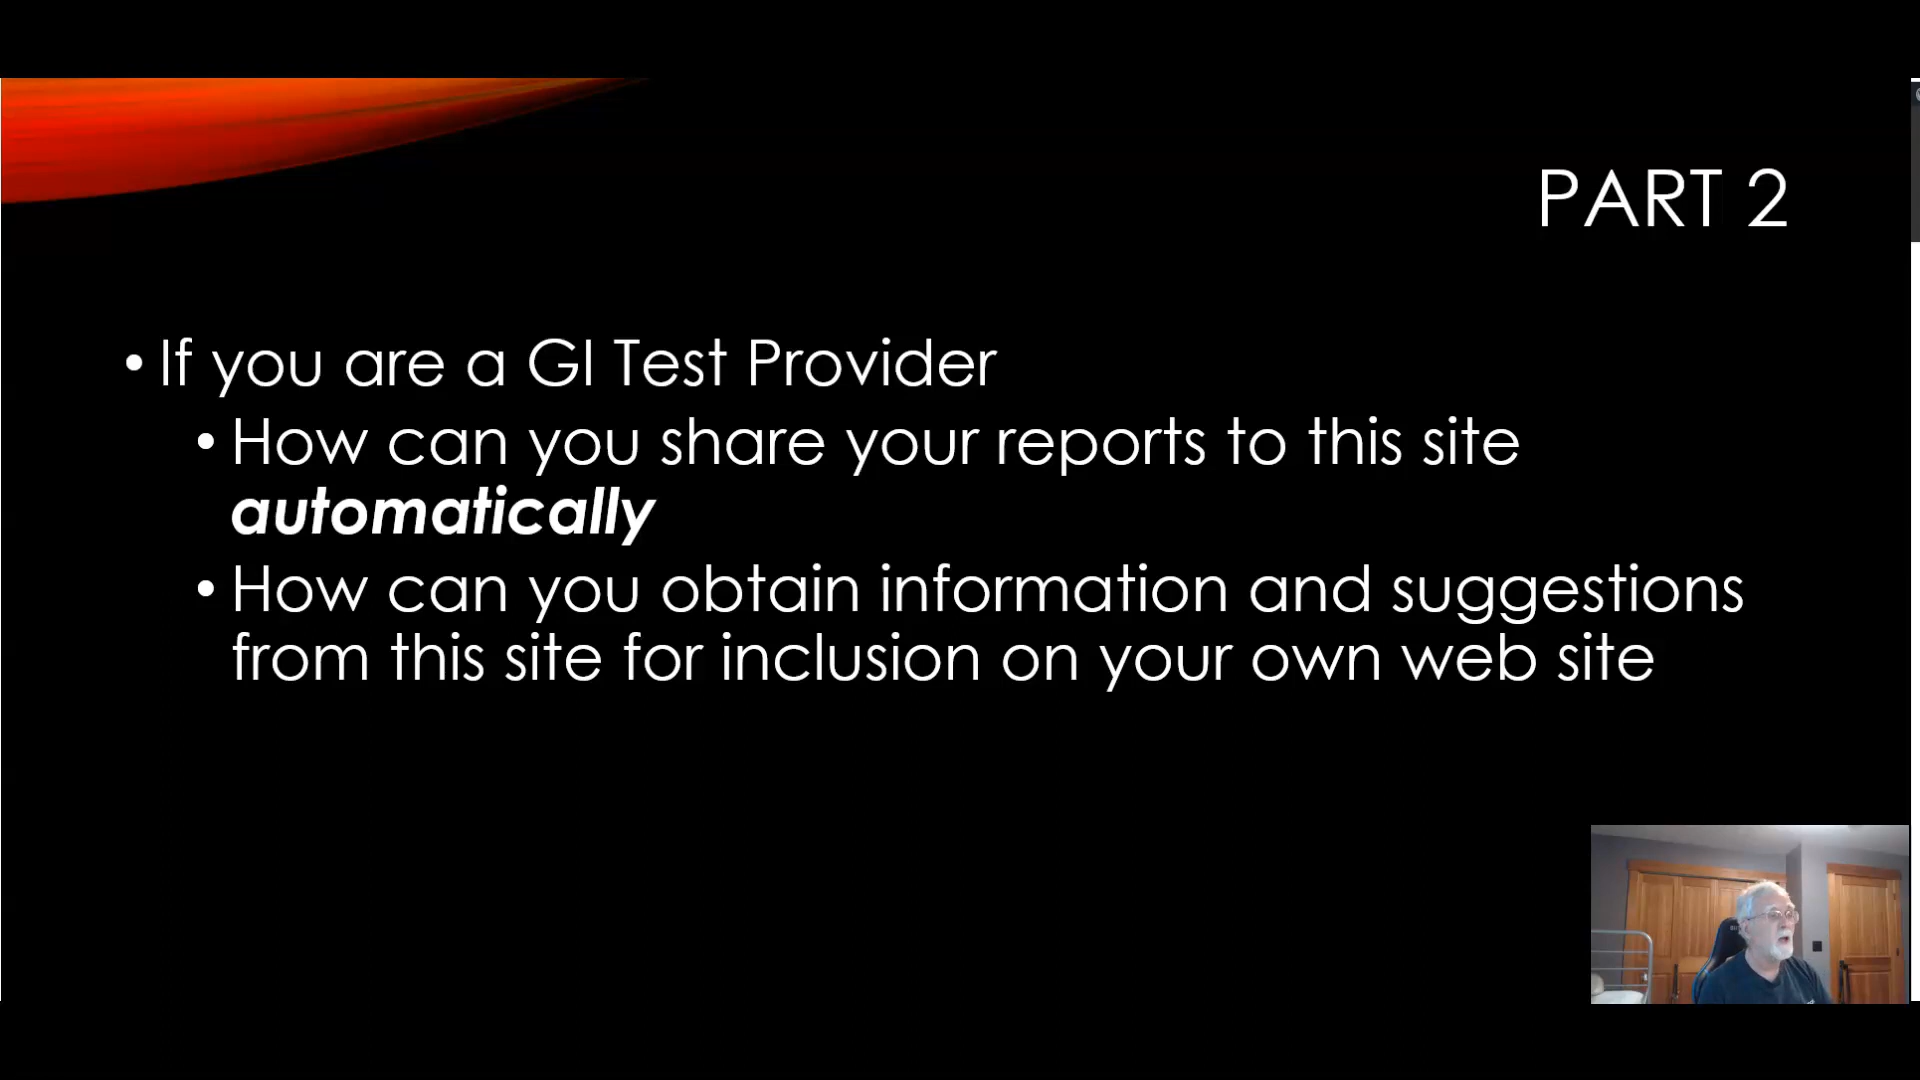 PART 2
• If you are a GI Test Provider
• How can you share your reports to this site
automatically
• How can you obtain information and suggestions
from this site for inclusion on your own web site